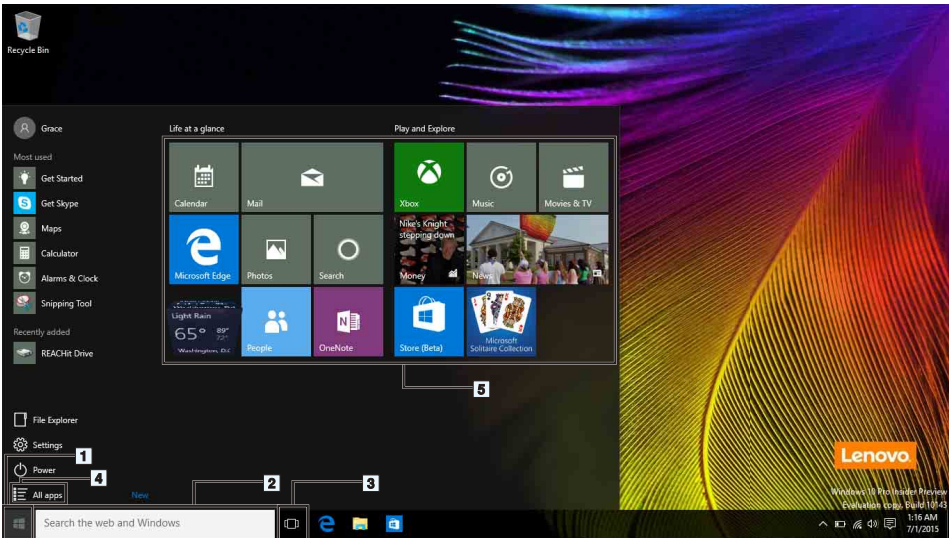 Recycle Bin
Grace
Life at a glance
Play and Explore
Most used
Get Started
Get Skype
Maps
Calculator
Alarms & Clock
Snipping Tool
Recently added
REACHit Drive
Calendar
Mail
Xbox
Music
Movies & TV
Microsoft Edge
Photos
Search
Nike's Knight
stepping down
Money
News
Light Rain
65° 89°
72°
Washington, D.C.
People
N
OneNote
Store (Beta)
Microsoft
Solitaire Collection
5
File Explorer
Settings
1
Power
4
All apps
New
2
3
Search the web and Windows
Lenovo
Windows 10 Pro Insider Preview
Evaluation copy. Build 10143
1:16 AM
7/1/2015